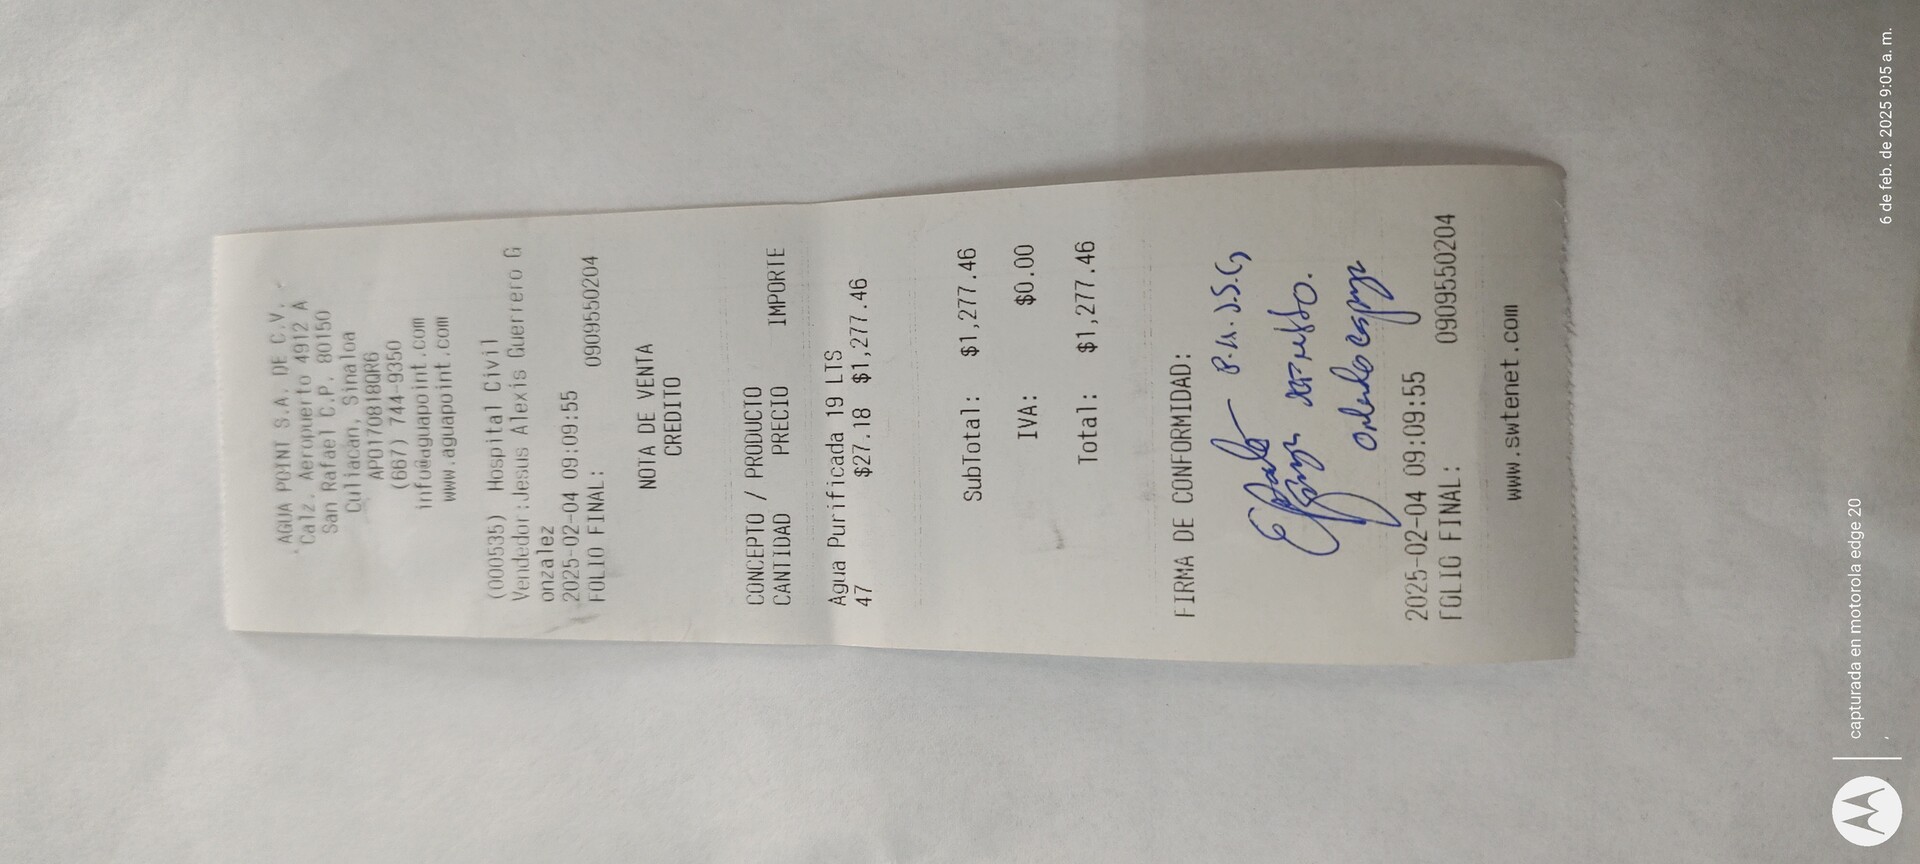 AGUA POINT S.A. DE C.V.
Calz. Aeropuerto 4912 A
San Rafael C.P. 80150
Culiacan, Sinaloa
APO170818QR6
(667) 744-9350
info@aguapoint.com
www.aguapoint.com
(000535) Hospital Civil
Vendedor:Jesus Alexis Guerrero G
onzalez
2025-02-04 09:09:55
FOLIO FINAL: 0909550204
NOTA DE VENTA
CREDITO
CONCEPTO / PRODUCTO
CANTIDAD PRECIO IMPORTE
Agua Purificada 19 LTS
47 $27.18 $1,277.46
SubTotal: $1,277.46
IVA: $0.00
Total: $1,277.46
FIRMA DE CONFORMIDAD:
2025-02-04 09:09:55
FOLIO FINAL: 0909550204
www.swtenet.com
capturada en motorola edge 20
6 de feb. de 2025 9:05 a. m.